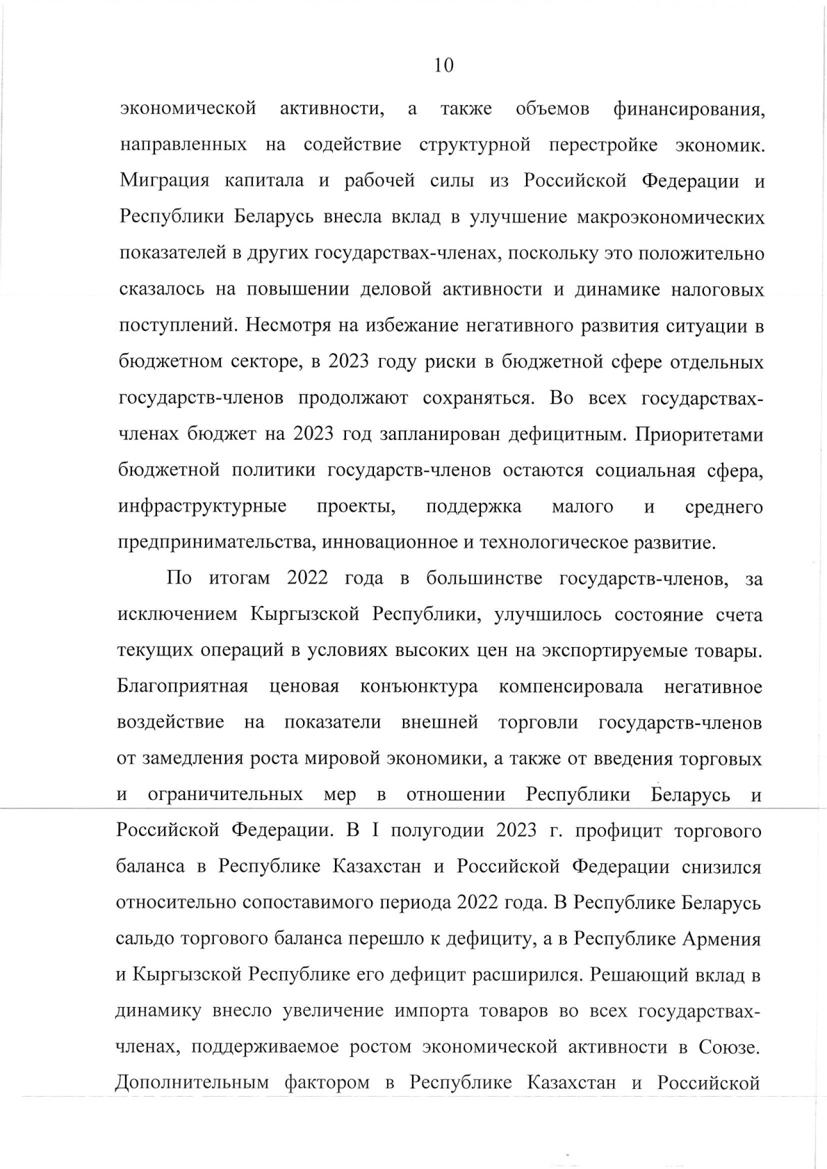 10
экономической активности, а также объемов финансирования,
направленных на содействие структурной перестройке экономик.
Миграция капитала и рабочей силы из Российской Федерации и
Республики Беларусь внесла вклад в улучшение макроэкономических
показателей в других государствах-членах, поскольку это положительно
сказалось на повышении деловой активности и динамике налоговых
поступлений. Несмотря на избежание негативного развития ситуации в
бюджетном секторе, в 2023 году риски в бюджетной сфере отдельных
государств-членов продолжают сохраняться. Во всех государствах-
членах бюджет на 2023 год запланирован дефицитным. Приоритетами
бюджетной политики государств-членов остаются социальная сфера,
инфраструктурные проекты, поддержка малого и среднего
предпринимательства, инновационное и технологическое развитие.
По итогам 2022 года в большинстве государств-членов, за
исключением Кыргызской Республики, улучшилось состояние счета
текущих операций в условиях высоких цен на экспортируемые товары.
Благоприятная ценовая конъюнктура компенсировала негативное
воздействие на показатели внешней торговли государств-членов
от замедления роста мировой экономики, а также от введения торговых
и ограничительных мер в отношении Республики Беларусь и
Российской Федерации. В I полугодии 2023 г. профицит торгового
баланса в Республике Казахстан и Российской Федерации снизился
относительно сопоставимого периода 2022 года. В Республике Беларусь
сальдо торгового баланса перешло к дефициту, а в Республике Армения
и Кыргызской Республике его дефицит расширился. Решающий вклад в
динамику внесло увеличение импорта товаров во всех государствах-
членах, поддерживаемое ростом экономической активности в Союзе.
Дополнительным фактором в Республике Казахстан и Российской